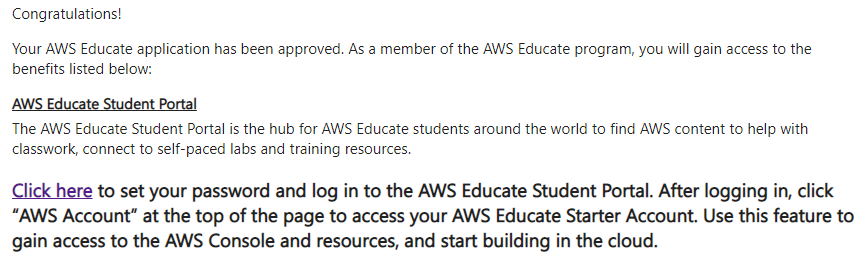 Congratulations!
Your AWS Educate application has been approved. As a member of the AWS Educate program, you will gain access to the
benefits listed below:
AWS Educate Student Portal
The AWS Educate Student Portal is the hub for AWS Educate students around the world to find AWS content to help with
classwork, connect to self-paced labs and training resources.
Click here to set your password and log in to the AWS Educate Student Portal. After logging in, click
“AWS Account” at the top of the page to access your AWS Educate Starter Account. Use this feature to
gain access to the AWS Console and resources, and start building in the cloud.